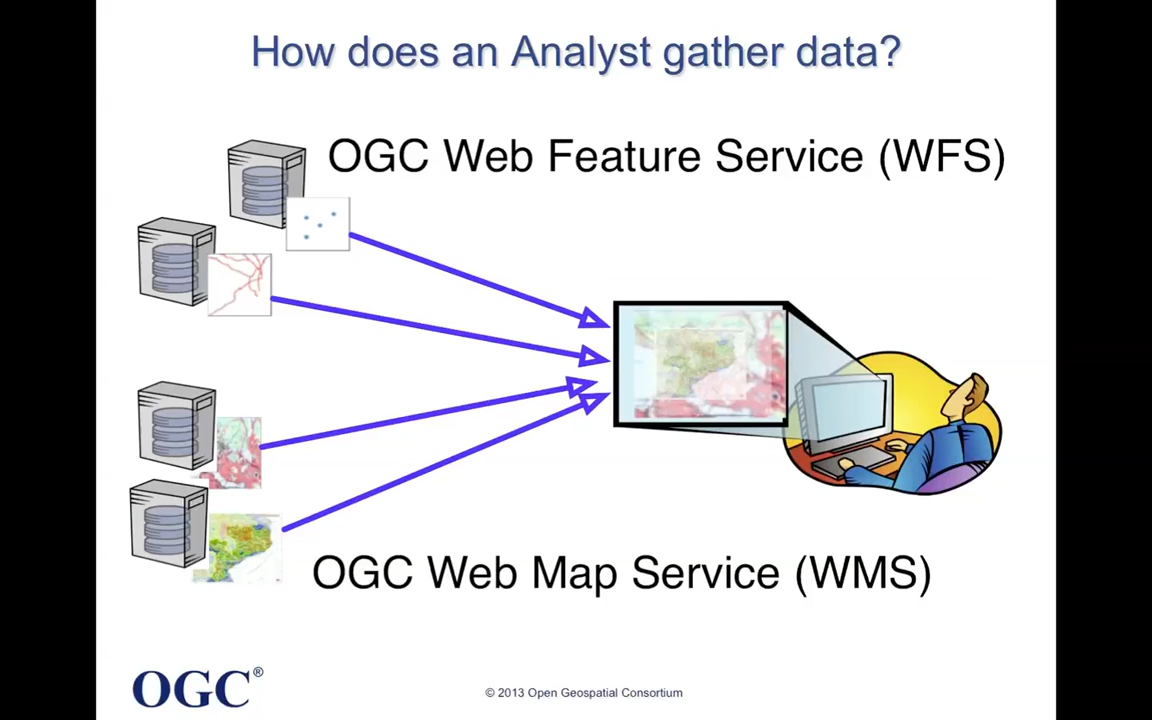 How does an Analyst gather data?
OGC Web Feature Service (WFS)
OGC Web Map Service (WMS)
OGC®
© 2013 Open Geospatial Consortium